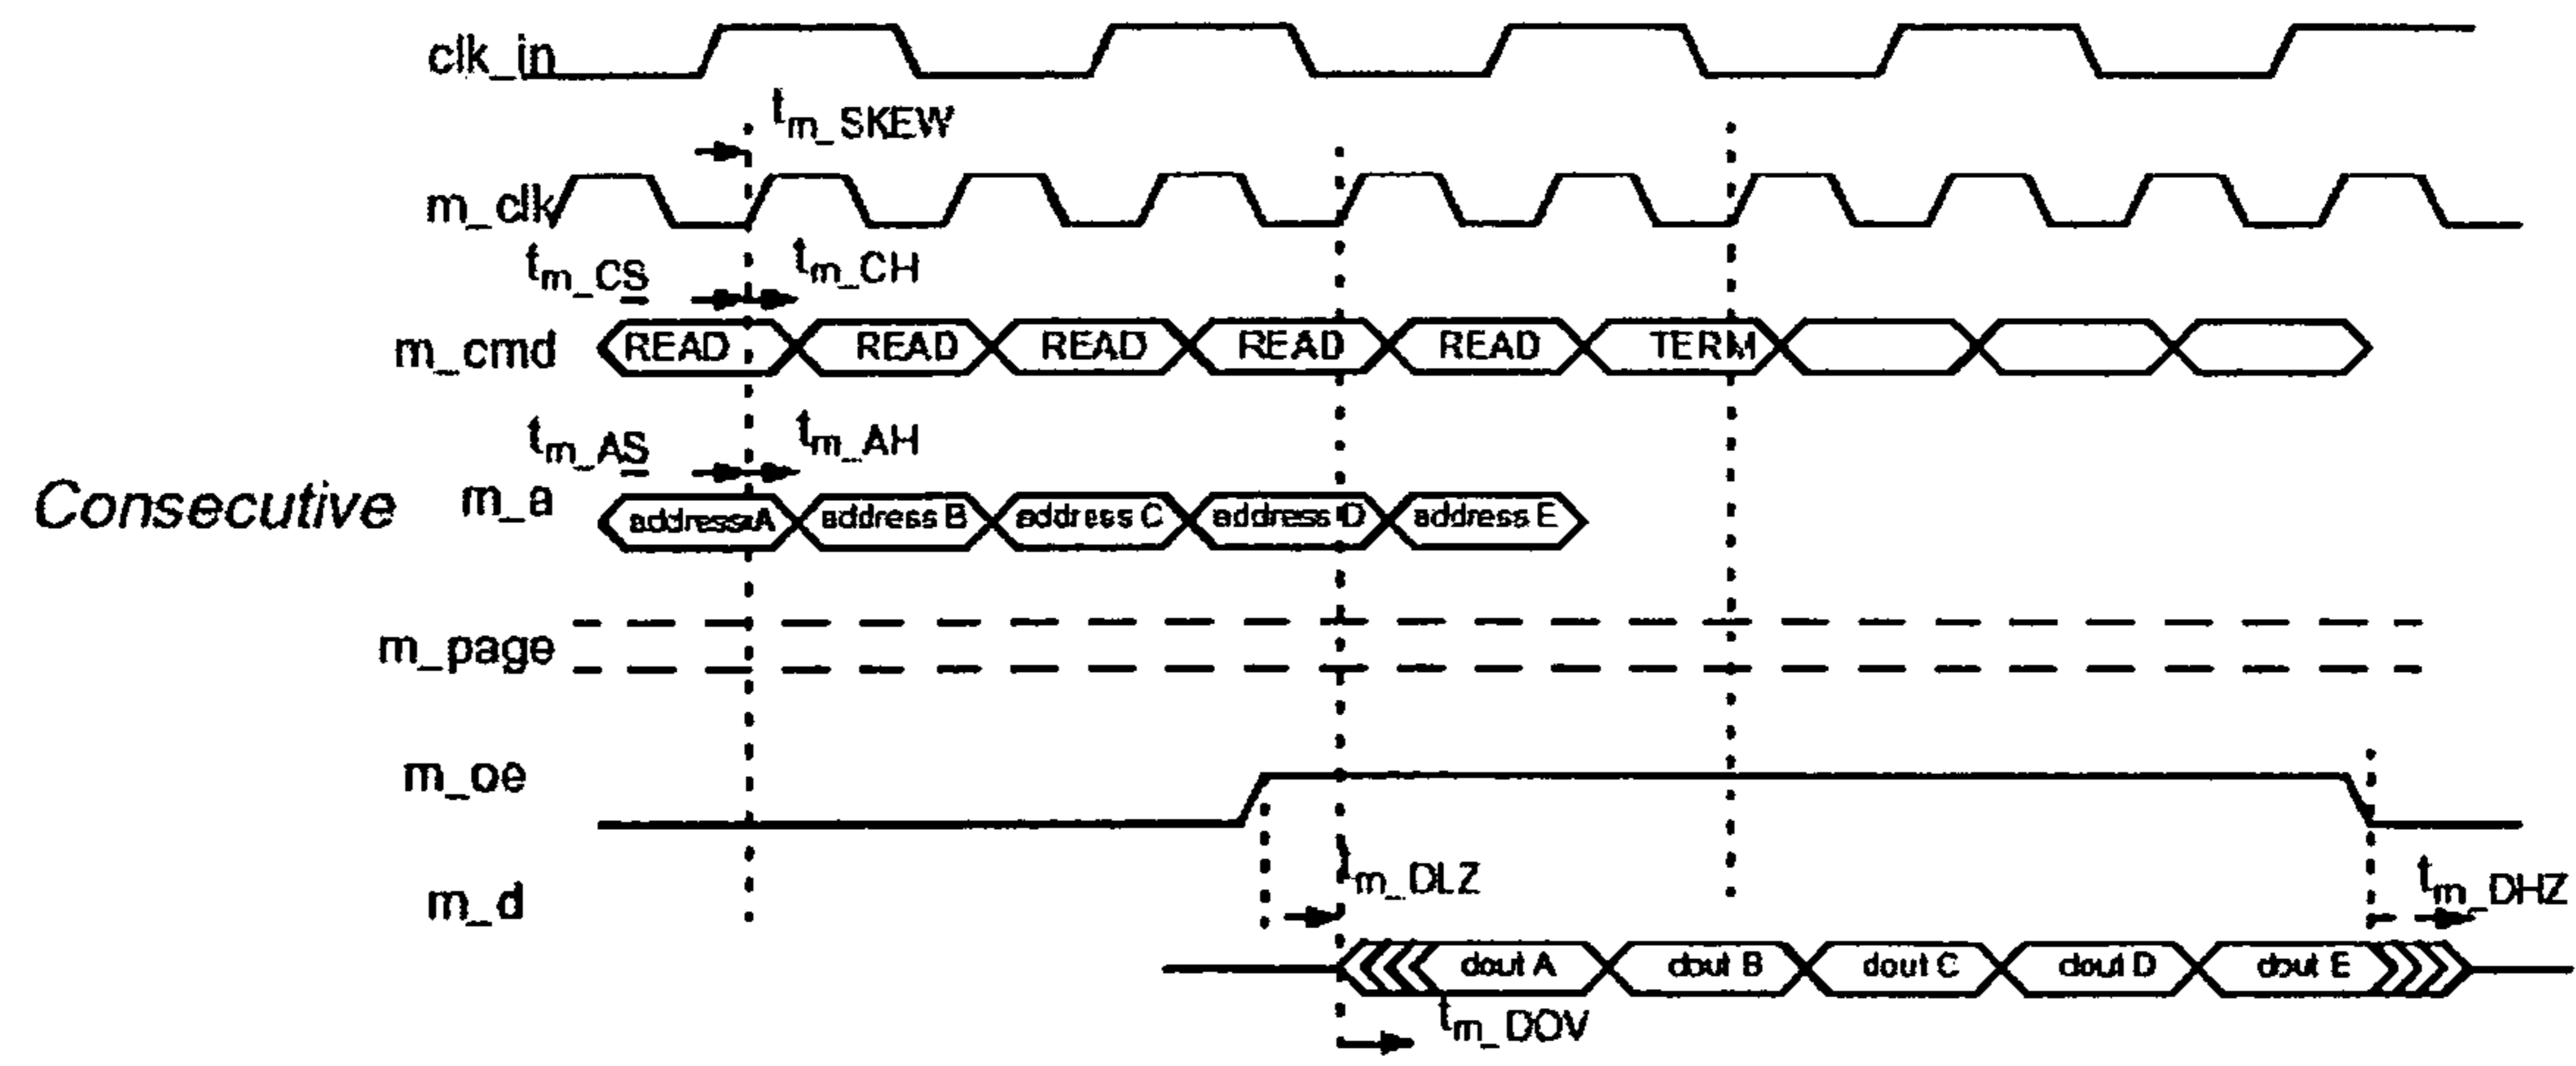 clk_in
tm_SKEW
m_clk
tm_CS tm_CH
m_cmd READ READ READ READ READ TERM
tm_AS tm_AH
Consecutive m_a address A address B address C address D address E
m_page
m_oe
tm_DLZ tm_DHZ
m_d
dout A dout B dout C dout D dout E
tm_DOV